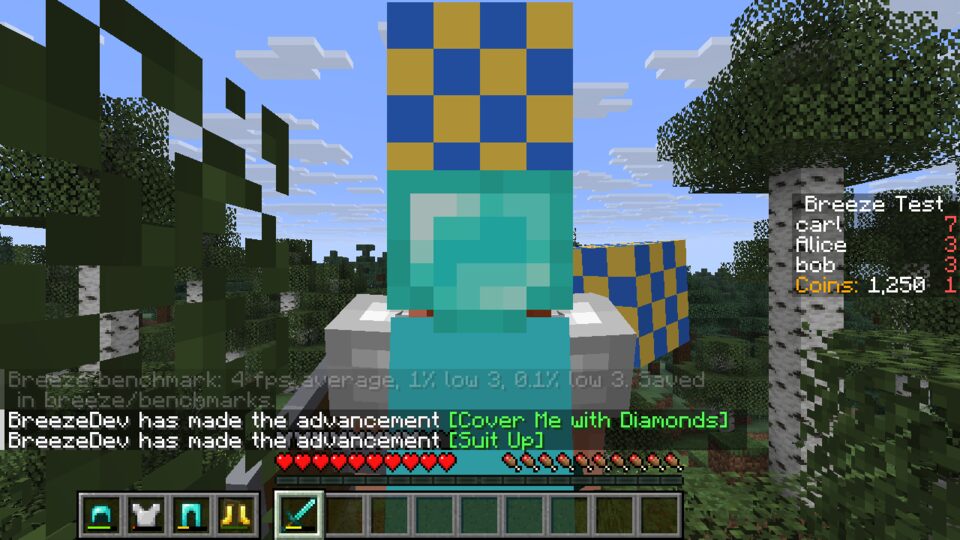 Breeze Test
carl 7
Alice 3
bob 3
Coins: 1,250 1
Breeze benchmark: 4 fps average, 1% low 3, 0.1% low 3. Saved
in breeze/benchmarks
BreezeDev has made the advancement [Cover Me with Diamonds]
BreezeDev has made the advancement [Suit Up]